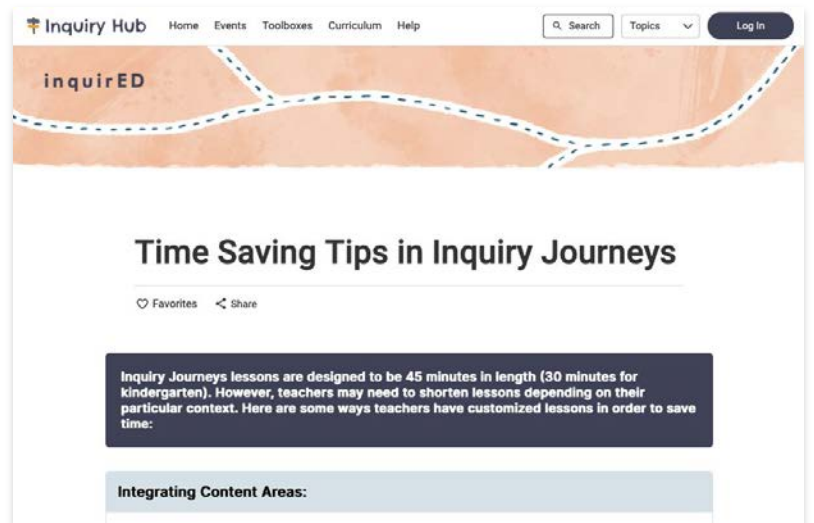 Inquiry Hub Home Events Toolboxes Curriculum Help Search Topics Log In
inquirED
Time Saving Tips in Inquiry Journeys
Favorites Share
Inquiry Journeys lessons are designed to be 45 minutes in length (30 minutes for
kindergarten). However, teachers may need to shorten lessons depending on their
particular context. Here are some ways teachers have customized lessons in order to save
time:
Integrating Content Areas: